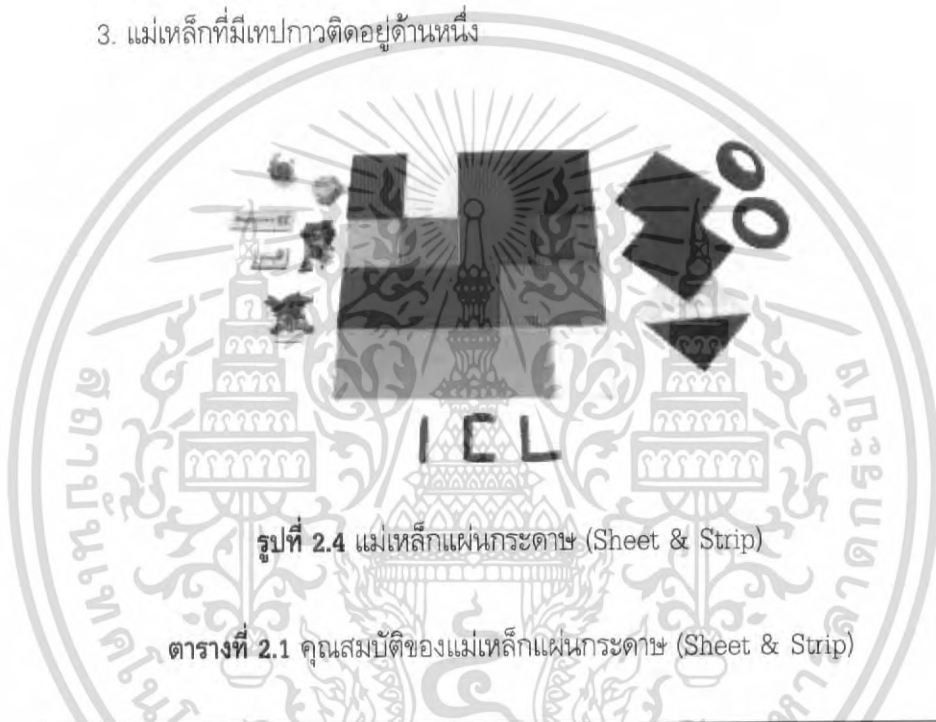 3. แม่เหล็กที่มีเทปกาวติดอยู่ด้านหนึ่ง
I C L
รูปที่ 2.4 แม่เหล็กแผ่นกระดาษ (Sheet & Strip)
ตารางที่ 2.1 คุณสมบัติของแม่เหล็กแผ่นกระดาษ (Sheet & Strip)